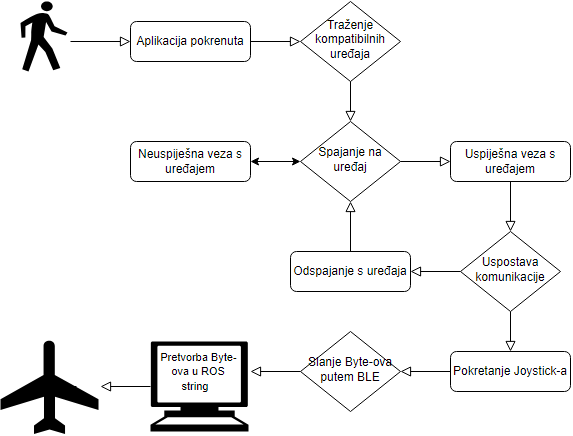 Aplikacija pokrenuta
Traženje
kompatibilnih
uređaja
Neuspiješna veza s
uređajem
Spajanje na
uređaj
Uspiješna veza s
uređajem
Odspajanje s uređaja
Uspostava
komunikacije
Pretvorba Byte-
ova u ROS
string
Slanje Byte-ova
putem BLE
Pokretanje Joystick-a